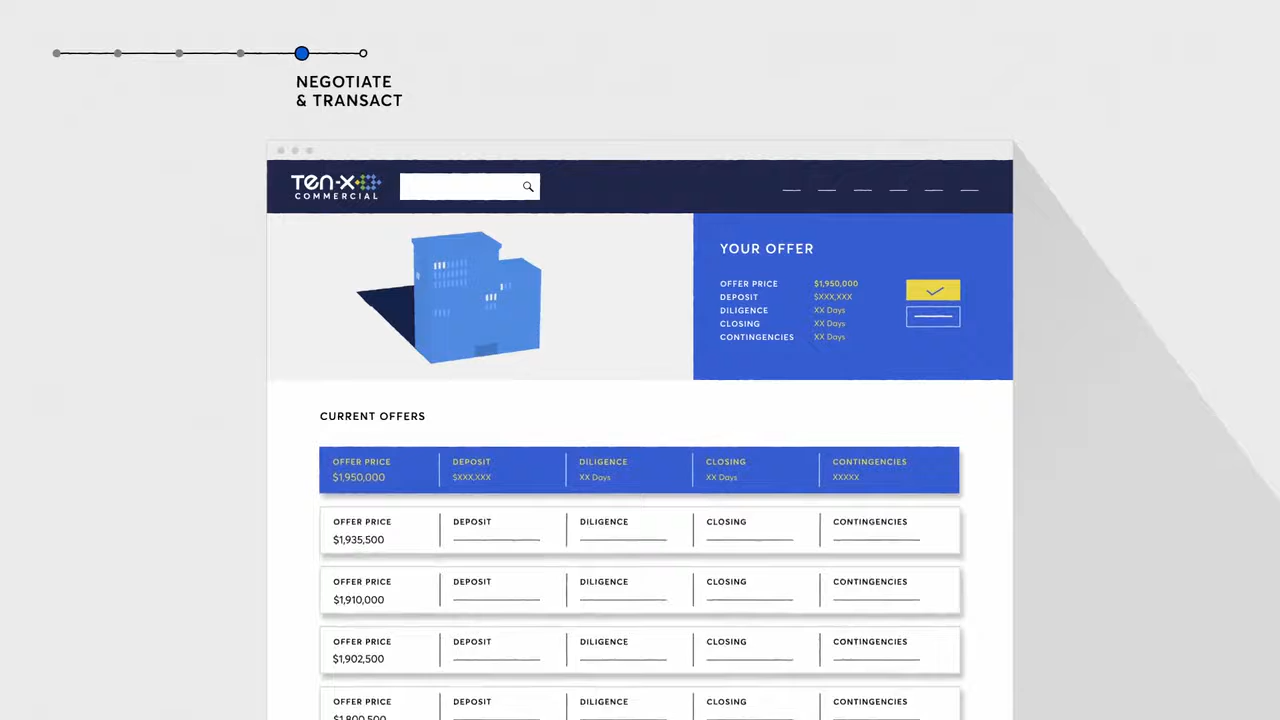 NEGOTIATE
& TRANSACT
Ten-X
COMMERCIAL
YOUR OFFER
OFFER PRICE $1,950,000
DEPOSIT $XXX,XXX
DILIGENCE XX Days
CLOSING XX Days
CONTINGENCIES XX Days
CURRENT OFFERS
OFFER PRICE DEPOSIT DILIGENCE CLOSING CONTINGENCIES
$1,950,000 $XXX,XXX XX Days XX Days XXXXX
OFFER PRICE DEPOSIT DILIGENCE CLOSING CONTINGENCIES
$1,935,500
OFFER PRICE DEPOSIT DILIGENCE CLOSING CONTINGENCIES
$1,910,000
OFFER PRICE DEPOSIT DILIGENCE CLOSING CONTINGENCIES
$1,902,500
OFFER PRICE DEPOSIT DILIGENCE CLOSING CONTINGENCIES